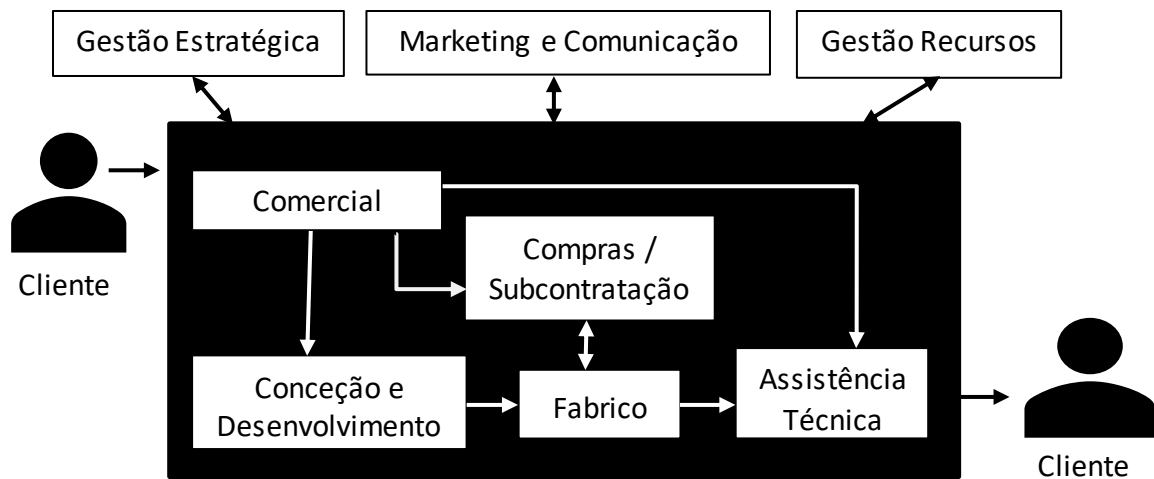 Gestão Estratégica
Marketing e Comunicação
Gestão Recursos
Cliente
Comercial
Compras /
Subcontratação
Conceção e
Desenvolvimento
Fabrico
Assistência
Técnica
Cliente